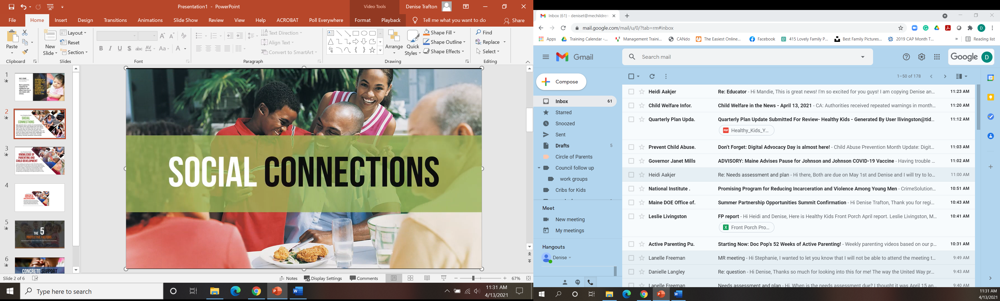 Presentation1 - PowerPoint
Video Tools
Denise Trafton
File Home Insert Design Transitions Animations Slide Show Review View Help ACROBAT Poll Everywhere Format Playback Tell me what you want to do Share
Paste
Clipboard
New Slide
Layout
Reset
Section
Slides
B I U S abc AV Aa A
Font
Text Direction
Align Text
Convert to SmartArt
Paragraph
Arrange
Quick Styles
Shape Fill
Shape Outline
Shape Effects
Drawing
Find
Replace
Select
Editing
1
NO ONE
But a parent's
capacity for
resilience can
affect how he or
she deals with
stress.
2
SOCIAL
CONNECTIONS
3
KNOWLEDGE OF
PARENTING AND
CHILD DEVELOPMENT
4
KNOWLEDGE OF
PARENTING AND
CHILD DEVELOPMENT
5
THE 5
PROTECTIVE FACTORS
6
CONCRETE SUPPORT
SOCIAL CONNECTIONS
Slide 2 of 6
Notes Display Settings Comments 67%
Type here to search
11:31 AM
4/13/2021
Inbox (61) - deniset@mechildren
mail.google.com/mail/u/0/?tab=rm#inbox
D
Apps Training Calendar -... Management Traini... CANdo The Easiest Online... Facebook 415 Lovely Family P... Best Family Pictures... 2019 CAP Month T... » Reading list
Gmail
Search mail
Google D
Compose
1–50 of 178
Inbox 61
Starred
Snoozed
Sent
Drafts 5
Circle of Parents
Council follow up
work groups
Cribs for Kids
Meet
New meeting
My meetings
Hangouts
Denise
Heidi Aakjer Re: Educator - Hi Mandie, This is great news! I'm so excited for you guys! I am copying Denise an... 11:23 AM
Child Welfare Infor. Child Welfare in the News - April 13, 2021 - CA: Authorities received repeated warnings in month... 11:20 AM
Quarterly Plan Upda. Quarterly Plan Update Submitted For Review- Healthy Kids - Generated By User llivingston@tid... 11:12 AM
PDF Healthy_Kids_Y...
Prevent Child Abuse. Don't Forget: Digital Advocacy Day is almost here! - Child Abuse Prevention Month Update: Digit... 11:03 AM
Governor Janet Mills ADVISORY: Maine Advises Pause for Johnson and Johnson COVID-19 Vaccine - Having trouble ... 11:02 AM
Heidi Aakjer Re: Needs assessment and plan - Hi there, Both are due on May 1st and Denise and I will try to lo... 11:00 AM
National Institute . Promising Program for Reducing Incarceration and Violence Among Young Men - CrimeSolution... 10:51 AM
Maine DOE Office of. Summer Partnership Opportunities Summit Confirmation - Hi Denise Trafton, Thank you for regi... 10:43 AM
Leslie Livingston FP report - Hi Heidi and Denise, Here is Healthy Kids Front Porch April report. Leslie Livingston, M... 10:41 AM
X Front Porch Pro...
Active Parenting Pu. Starting Now: Doc Pop's 52 Weeks of Active Parenting! - Weekly parenting videos based on our p... 10:31 AM
Lanelle Freeman MR meeting - Hi Stephanie, I wanted to let you know that I will not be able to attend the meeting t... 9:49 AM
Danielle Langley Re: question - Hi Denise, Thanks so much for looking into this for me! The way the United Way pr... 9:43 AM
Lanelle Freeman Needs assessment and plan - Hi, When is the needs assessment due? I thought it was April 15 an... 9:40 AM
11:31 AM
4/13/2021